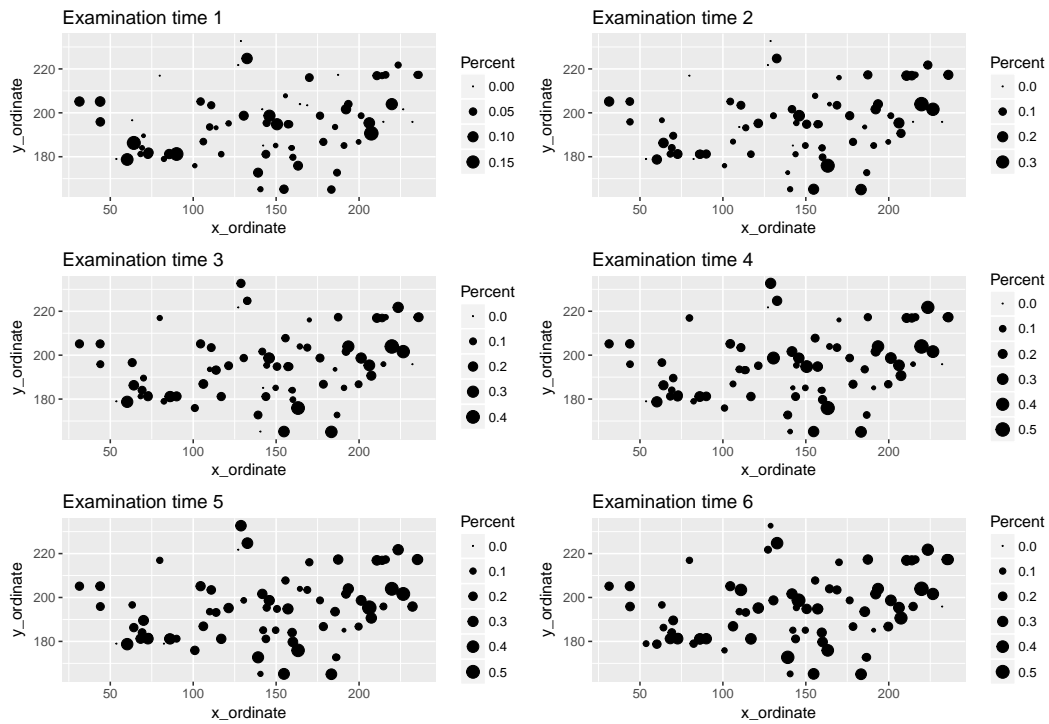 Examination time 1
Percent
0.00
0.05
0.10
0.15
220
200
180
y_ordinate
50 100 150 200
x_ordinate
Examination time 2
Percent
0.0
0.1
0.2
0.3
220
200
180
y_ordinate
50 100 150 200
x_ordinate
Examination time 3
Percent
0.0
0.1
0.2
0.3
0.4
220
200
180
y_ordinate
50 100 150 200
x_ordinate
Examination time 4
Percent
0.0
0.1
0.2
0.3
0.4
0.5
220
200
180
y_ordinate
50 100 150 200
x_ordinate
Examination time 5
Percent
0.0
0.1
0.2
0.3
0.4
0.5
220
200
180
y_ordinate
50 100 150 200
x_ordinate
Examination time 6
Percent
0.0
0.1
0.2
0.3
0.4
0.5
220
200
180
y_ordinate
50 100 150 200
x_ordinate